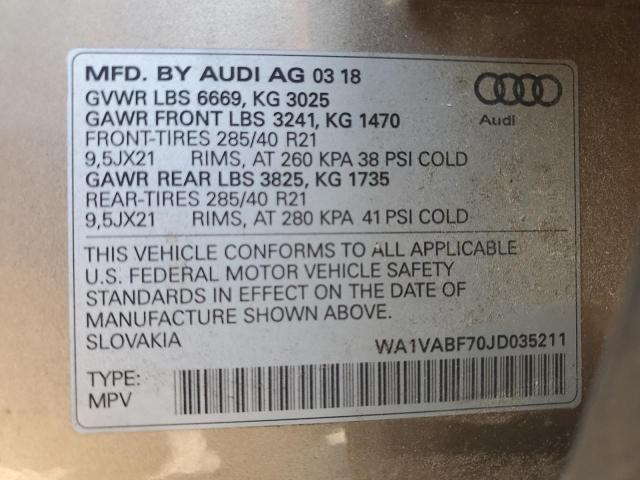 MFD. BY AUDI AG 03 18
GVWR LBS 6669, KG 3025
GAWR FRONT LBS 3241, KG 1470
FRONT-TIRES 285/40 R21
9,5JX21 RIMS, AT 260 KPA 38 PSI COLD
GAWR REAR LBS 3825, KG 1735
REAR-TIRES 285/40 R21
9,5JX21 RIMS, AT 280 KPA 41 PSI COLD
Audi
THIS VEHICLE CONFORMS TO ALL APPLICABLE
U.S. FEDERAL MOTOR VEHICLE SAFETY
STANDARDS IN EFFECT ON THE DATE OF
MANUFACTURE SHOWN ABOVE.
SLOVAKIA WA1VABF70JD035211
TYPE:
MPV